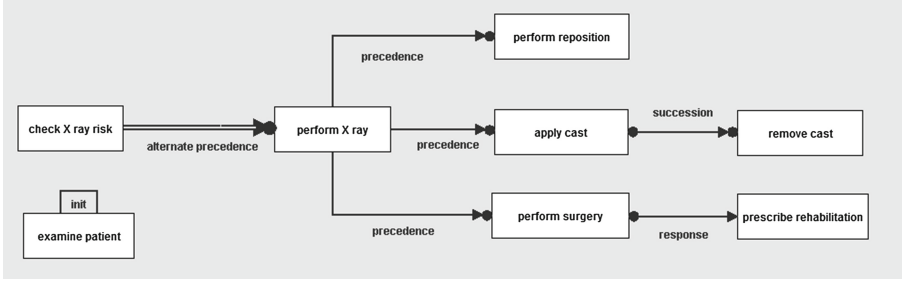 perform reposition
precedence
check X ray risk
alternate precedence
perform X ray
precedence
apply cast
succession
remove cast
init
examine patient
precedence
perform surgery
response
prescribe rehabilitation